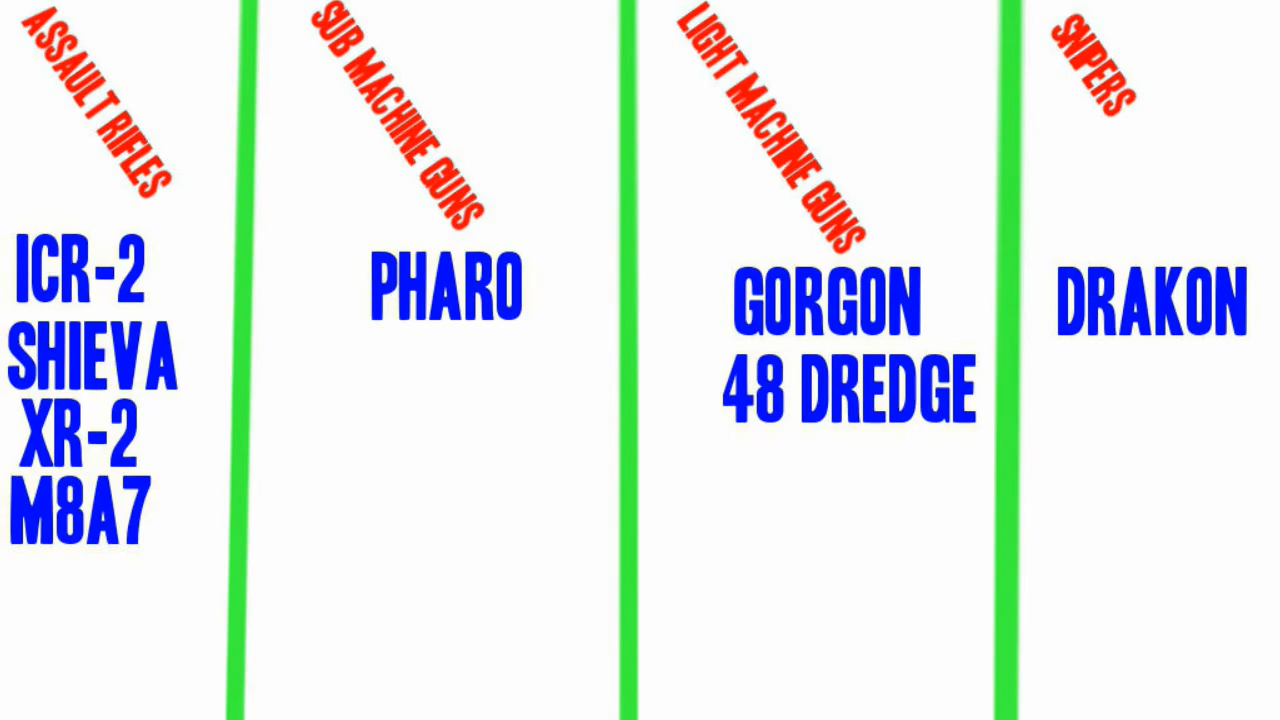 ASSAULT RIFLES
ICR-2
SHIEVA
XR-2
M8A7
SUB MACHINE GUNS
PHARO
LIGHT MACHINE GUNS
GORGON
48 DREDGE
SNIPERS
DRAKON